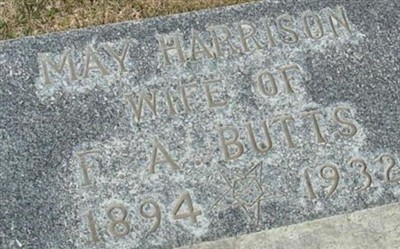 MAY HARRISON
WIFE OF
F A BUTTS
1894 1932